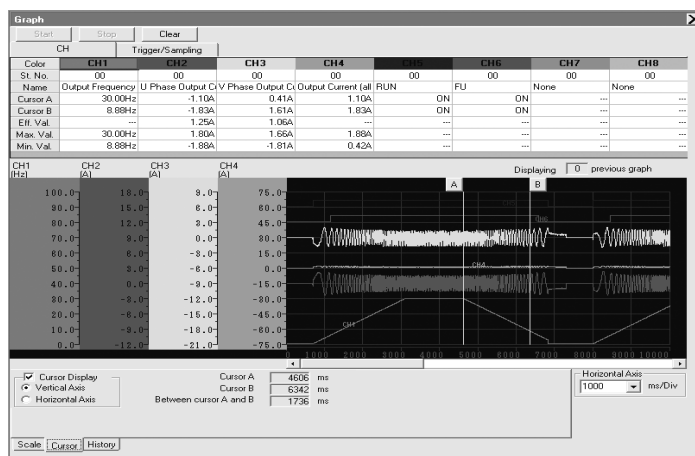 Graph
Start Stop Clear
CH Trigger/Sampling
Color CH1 CH2 CH3 CH4 CH5 CH6 CH7 CH8
St. No. 00 00 00 00 00 00 00 00
Name Output Frequency U Phase Output C V Phase Output C Output Current (all RUN FU None None
Cursor A 30.00Hz -1.10A 0.41A 1.10A ON ON --- ---
Cursor B 8.88Hz -1.83A 1.61A 1.83A ON ON --- ---
Eff. Val. --- 1.25A 1.06A --- --- --- --- ---
Max. Val. 30.00Hz 1.80A 1.66A 1.88A --- --- --- ---
Min. Val. 8.88Hz -1.88A -1.81A 0.42A --- --- --- ---
CH1 CH2 CH3 CH4
(Hz) (A) (A) (A)
Displaying 0 previous graph
A B
100.0 18.0 9.0 75.0
90.0 15.0 6.0 60.0
80.0 12.0 3.0 45.0
70.0 9.0 0.0 30.0
60.0 6.0 -3.0 15.0
50.0 3.0 -6.0 0.0
40.0 0.0 -9.0 -15.0
30.0 -3.0 -12.0 -30.0
20.0 -6.0 -15.0 -45.0
10.0 -9.0 -18.0 -60.0
0.0 -12.0 -21.0 -75.0
CH5
CH6
CH4
CH1
0 1000 2000 3000 4000 5000 6000 7000 8000 9000 10000
Cursor Display
Vertical Axis
Horizontal Axis
Cursor A 4606 ms
Cursor B 6342 ms
Between cursor A and B 1736 ms
Horizontal Axis
1000 ms/Div
Scale Cursor History